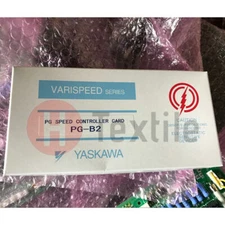 VARISPEED SERIES
PG SPEED CONTROLLER CARD
PG-B2
YASKAWA
Textile